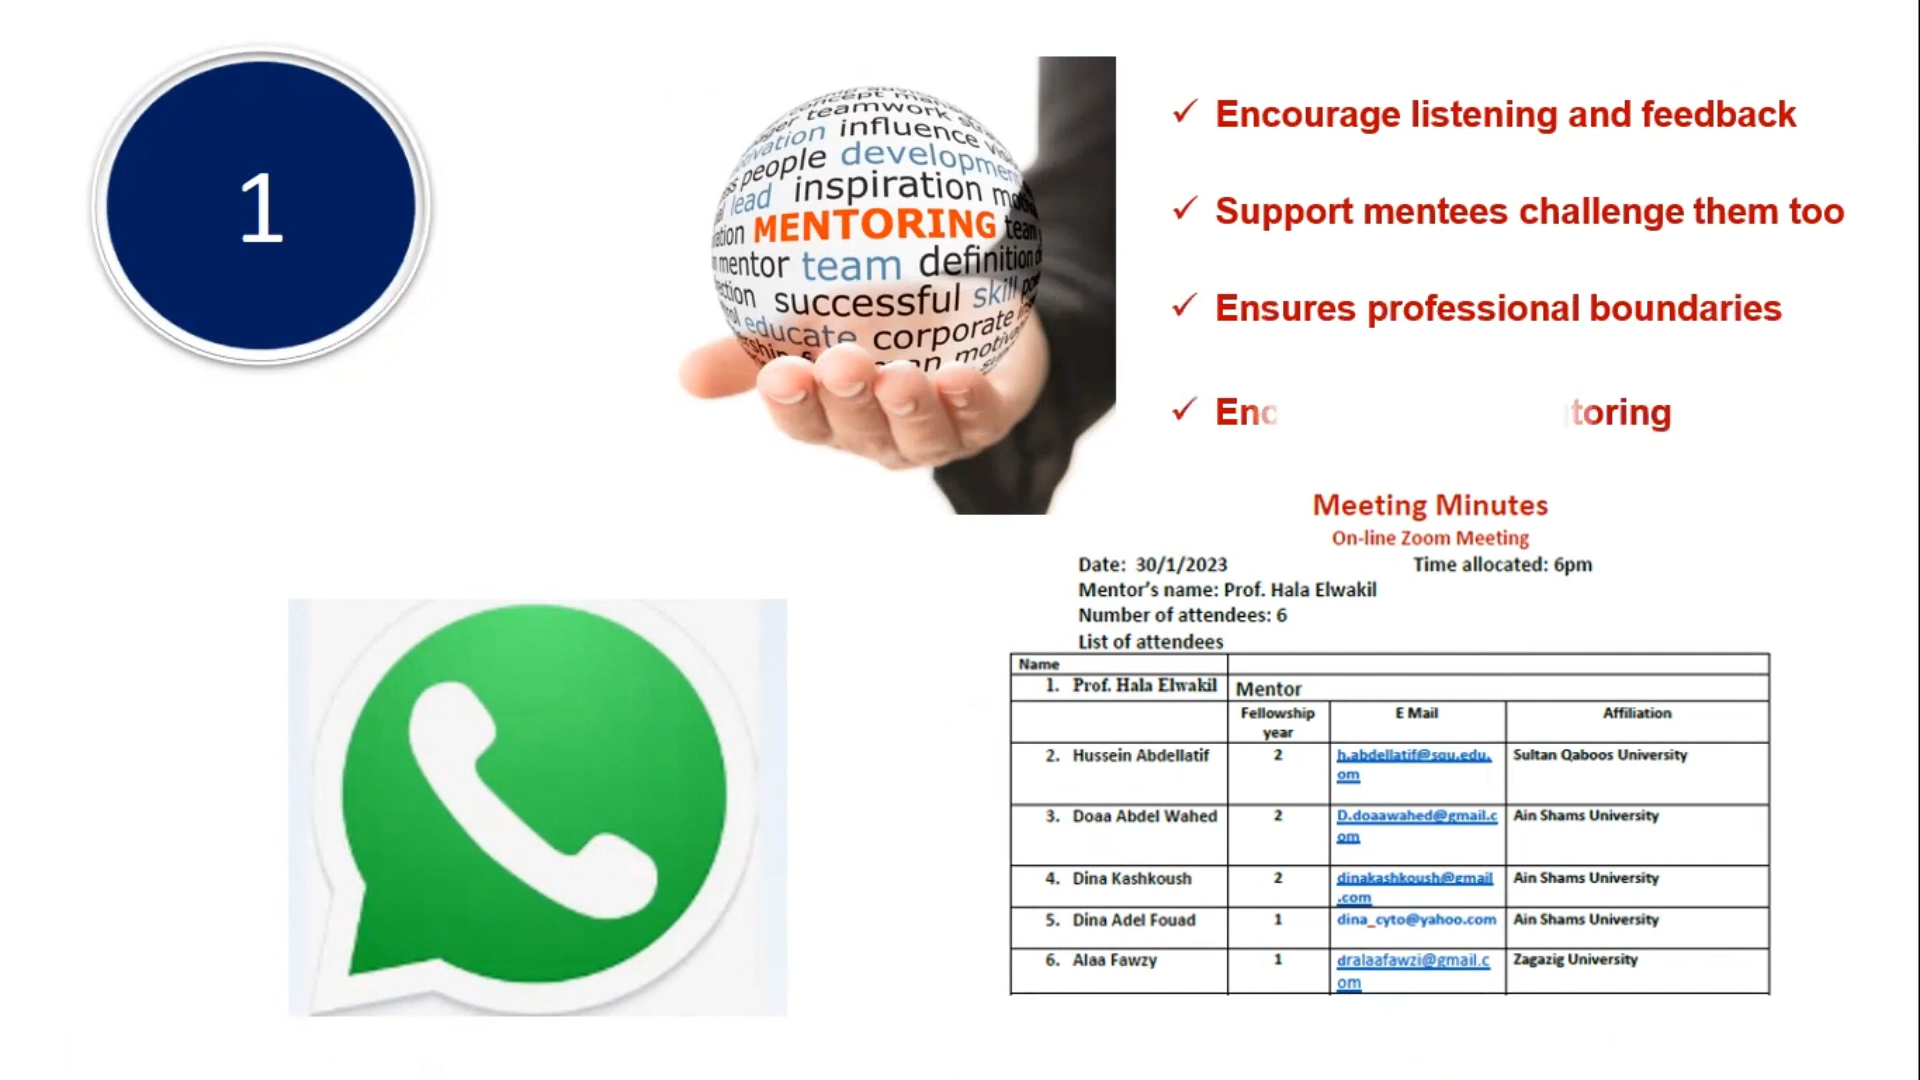 1
concept
teamwork
influence
people development
lead inspiration
MENTORING team
mentor team definition
successful skill
educate corporate
✓ Encourage listening and feedback
✓ Support mentees challenge them too
✓ Ensures professional boundaries
✓
Meeting Minutes
On-line Zoom Meeting
Date: 30/1/2023 Time allocated: 6pm
Mentor's name: Prof. Hala Elwakil
Number of attendees: 6
List of attendees
Name
1. Prof. Hala Elwakil Mentor
Fellowship year E Mail Affiliation
2. Hussein Abdellatif 2 h.abdellatif@squ.edu.om Sultan Qaboos University
3. Doaa Abdel Wahed 2 D.doaawahed@gmail.com Ain Shams University
4. Dina Kashkoush 2 dinakashkoush@gmail.com Ain Shams University
5. Dina Adel Fouad 1 dina_cyto@yahoo.com Ain Shams University
6. Alaa Fawzy 1 dralaafawzi@gmail.com Zagazig University